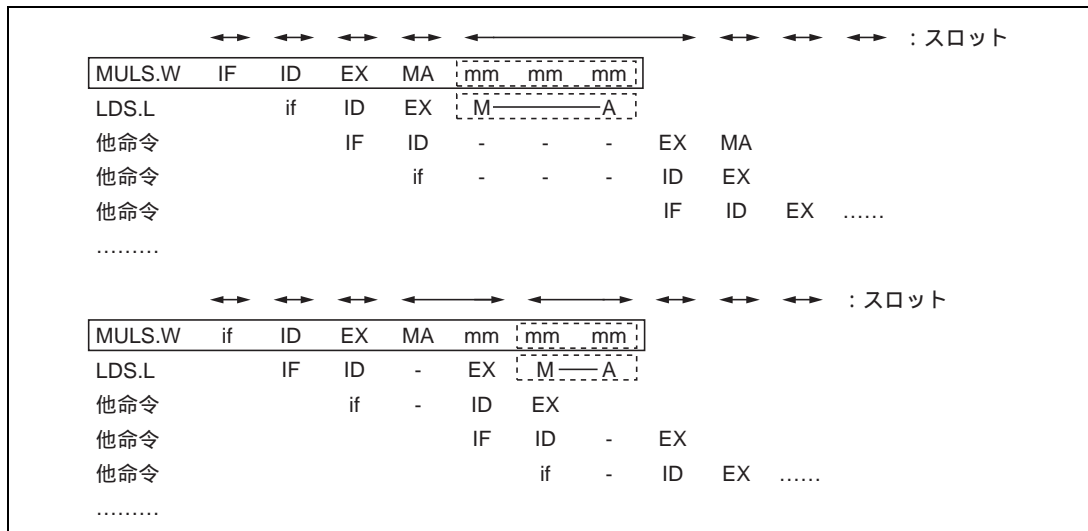 ：スロット
MULS.W IF ID EX MA mm mm mm
LDS.L if ID EX M A
他命令 IF ID - - - EX MA
他命令 if - - - ID EX
他命令 IF ID EX ……
………
：スロット
MULS.W if ID EX MA mm mm mm
LDS.L IF ID - EX M A
他命令 if - ID EX
他命令 IF ID - EX
他命令 if - ID EX ……
………